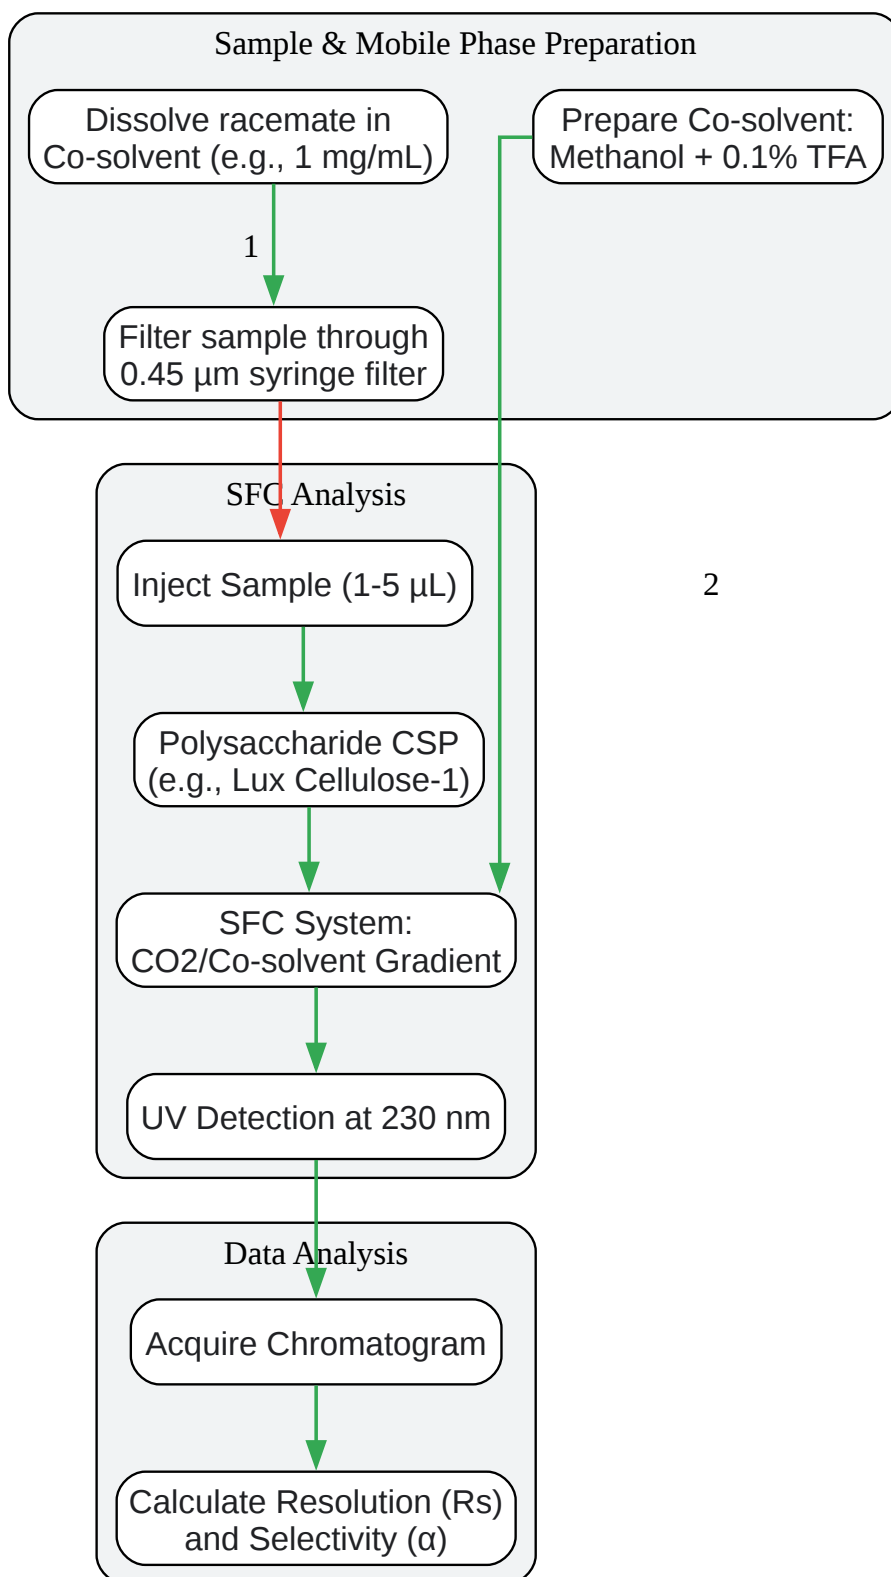 Sample & Mobile Phase Preparation
Dissolve racemate in
Co-solvent (e.g., 1 mg/mL)
Prepare Co-solvent:
Methanol + 0.1% TFA
1
Filter sample through
0.45 µm syringe filter
SFC Analysis
Inject Sample (1-5 µL)
2
Polysaccharide CSP
(e.g., Lux Cellulose-1)
SFC System:
CO2/Co-solvent Gradient
UV Detection at 230 nm
Data Analysis
Acquire Chromatogram
Calculate Resolution (Rs)
and Selectivity (α)